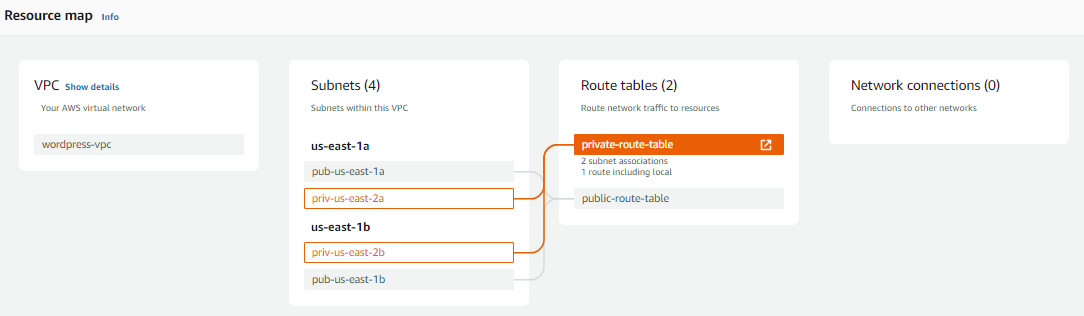 Resource map Info
VPC Show details
Your AWS virtual network
wordpress-vpc
Subnets (4)
Subnets within this VPC
us-east-1a
pub-us-east-1a
priv-us-east-2a
us-east-1b
priv-us-east-2b
pub-us-east-1b
Route tables (2)
Route network traffic to resources
private-route-table
2 subnet associations
1 route including local
public-route-table
Network connections (0)
Connections to other networks